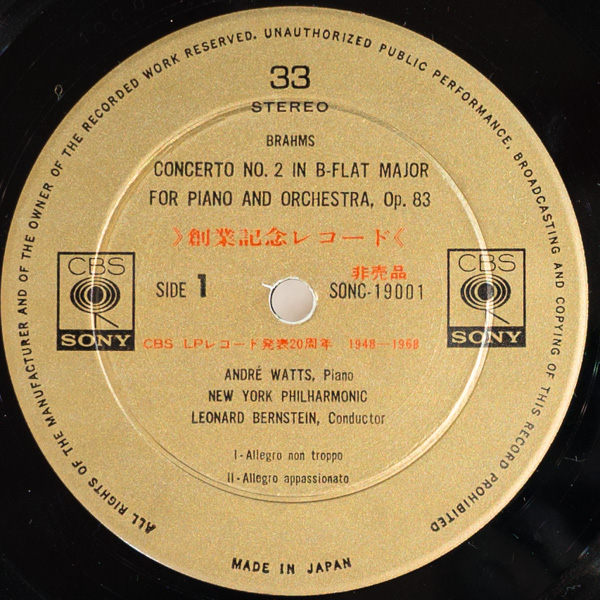 ALL RIGHTS OF THE MANUFACTURER AND OF THE OWNER OF THE RECORDED WORK RESERVED. UNAUTHORIZED PUBLIC PERFORMANCE, BROADCASTING AND COPYING OF THIS RECORD PROHIBITED
33
STEREO
BRAHMS
CONCERTO NO. 2 IN B-FLAT MAJOR
FOR PIANO AND ORCHESTRA, Op. 83
》創業記念レコード《
CBS
SONY
SIDE 1
非売品
SONC-19001
CBS
SONY
CBS LPレコード発表20周年 1948-1968
ANDRÉ WATTS, Piano
NEW YORK PHILHARMONIC
LEONARD BERNSTEIN, Conductor
I-Allegro non troppo
II-Allegro appassionato
MADE IN JAPAN